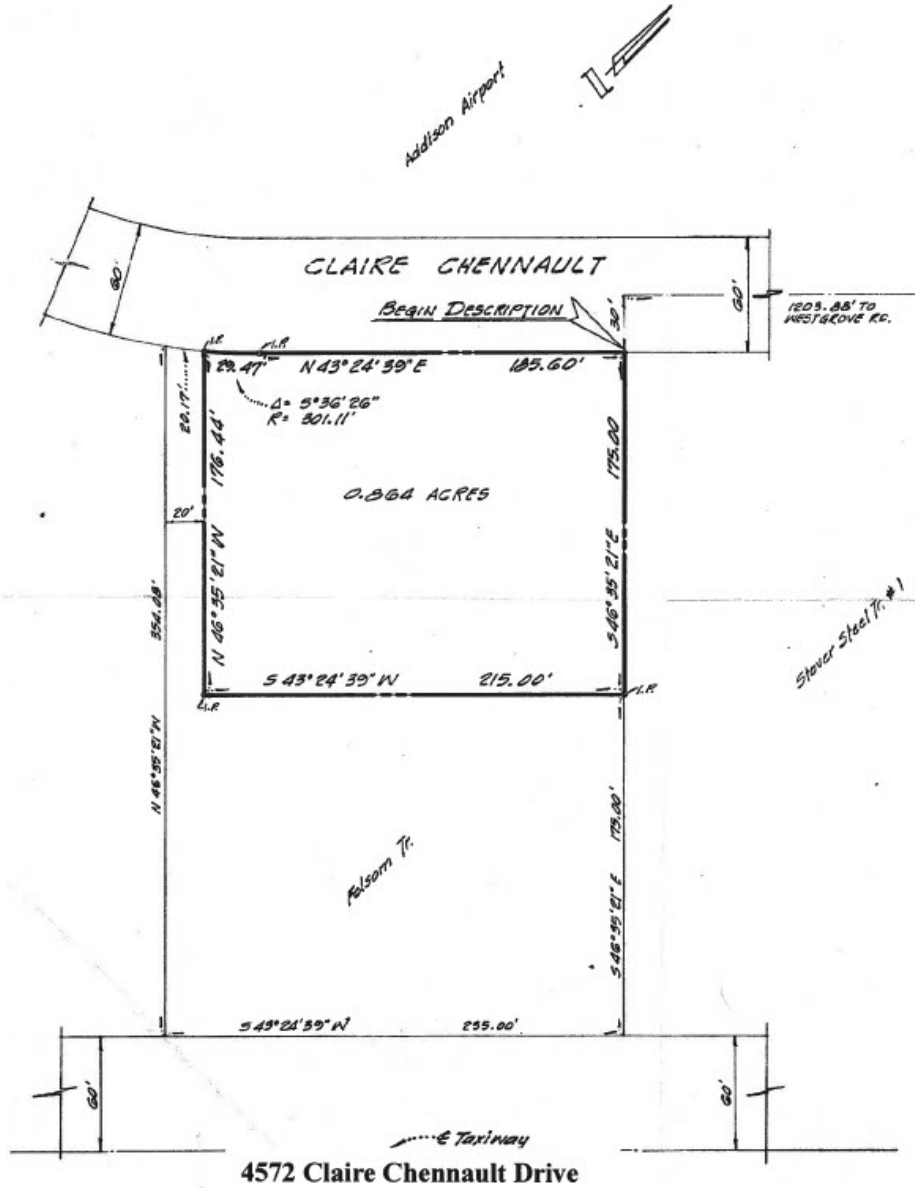 Addison Airport
CLAIRE CHENNAULT
60'
60'
BEGIN DESCRIPTION
30'
1203.88' TO
WESTGROVE RD.
I.P.
I.P.
29.47'
N 43° 24' 39" E
185.60'
Δ= 5° 36' 26"
R= 301.11'
20.17'
176.44'
N 46° 35' 21" W
175.00
S 46° 35' 21" E
0.864 ACRES
20'
354.08'
N 46° 35' 21" W
S 43° 24' 39" W
215.00'
I.P.
I.P.
Stover Steel Tr. #1
Folsom Tr.
175.00'
S 46° 35' 21" E
S 43° 24' 39" W
235.00'
60'
60'
℄ Taxiway
4572 Claire Chennault Drive